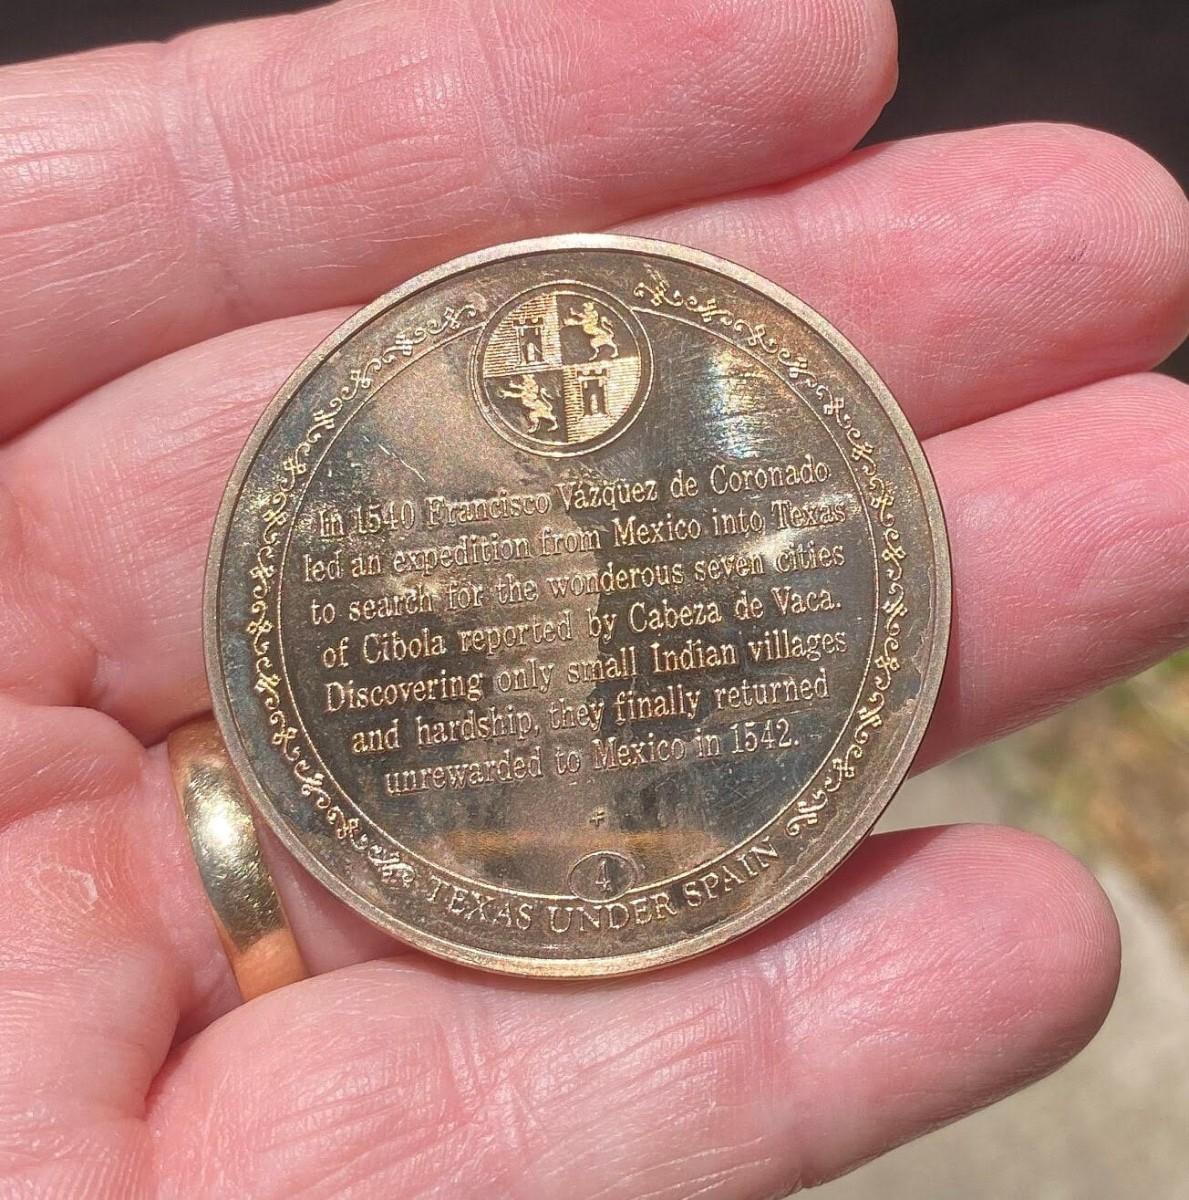 In 1540 Francisco Vázquez de Coronado
led an expedition from Mexico into Texas
to search for the wonderous seven cities
of Cibola reported by Cabeza de Vaca.
Discovering only small Indian villages
and hardship, they finally returned
unrewarded to Mexico in 1542.
4
TEXAS UNDER SPAIN